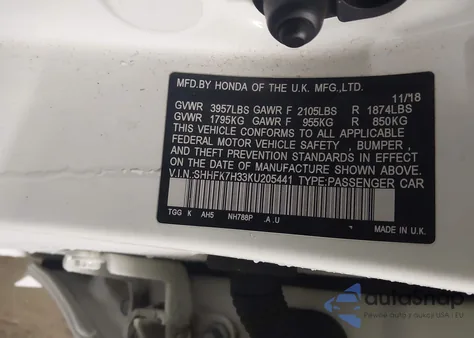 MFD.BY HONDA OF THE U.K. MFG.,LTD.
11/18
GVWR 3957LBS GAWR F 2105LBS R 1874LBS
GVWR 1795KG GAWR F 955KG R 850KG
THIS VEHICLE CONFORMS TO ALL APPLICABLE
FEDERAL MOTOR VEHICLE SAFETY , BUMPER ,
AND THEFT PREVENTION STANDARDS IN EFFECT
ON THE DATE OF MANUFACTURE SHOWN ABOVE.
V.I.N.:SHHFK7H33KU205441 TYPE:PASSENGER CAR
TGG K AH5 NH788P .A .U
MADE IN U.K.
autosnap